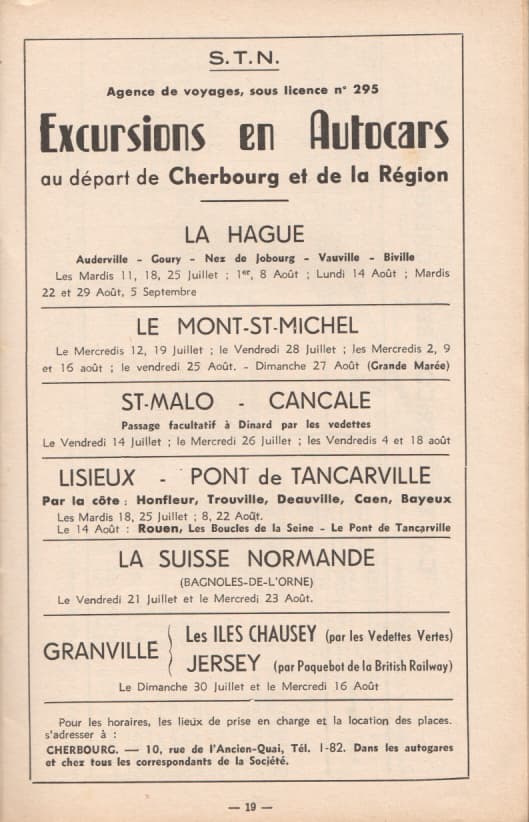 S.T.N.
Agence de voyages, sous licence n° 295
Excursions en Autocars
au départ de Cherbourg et de la Région
LA HAGUE
Auderville - Goury - Nez de Jobourg - Vauville - Biville
Les Mardis 11, 18, 25 Juillet ; 1er, 8 Août ; Lundi 14 Août ; Mardis
22 et 29 Août, 5 Septembre
LE MONT-ST-MICHEL
Le Mercredis 12, 19 Juillet ; le Vendredi 28 Juillet ; les Mercredis 2, 9
et 16 août ; le vendredi 25 Août. - Dimanche 27 Août (Grande Marée)
ST-MALO - CANCALE
Passage facultatif à Dinard par les vedettes
Le Vendredi 14 Juillet ; le Mercredi 26 Juillet ; les Vendredis 4 et 18 août
LISIEUX - PONT de TANCARVILLE
Par la côte : Honfleur, Trouville, Deauville, Caen, Bayeux
Les Mardis 18, 25 Juillet ; 8, 22 Août.
Le 14 Août : Rouen, Les Boucles de la Seine - Le Pont de Tancarville
LA SUISSE NORMANDE
(BAGNOLES-DE-L'ORNE)
Le Vendredi 21 Juillet et le Mercredi 23 Août.
GRANVILLE { Les ILES CHAUSEY (par les Vedettes Vertes)
JERSEY (par Paquebot de la British Railway)
Le Dimanche 30 Juillet et le Mercredi 16 Août
Pour les horaires, les lieux de prise en charge et la location des places.
s'adresser à :
CHERBOURG. — 10, rue de l'Ancien-Quai, Tél. 1-82. Dans les autogares
et chez tous les correspondants de la Société.
— 19 —